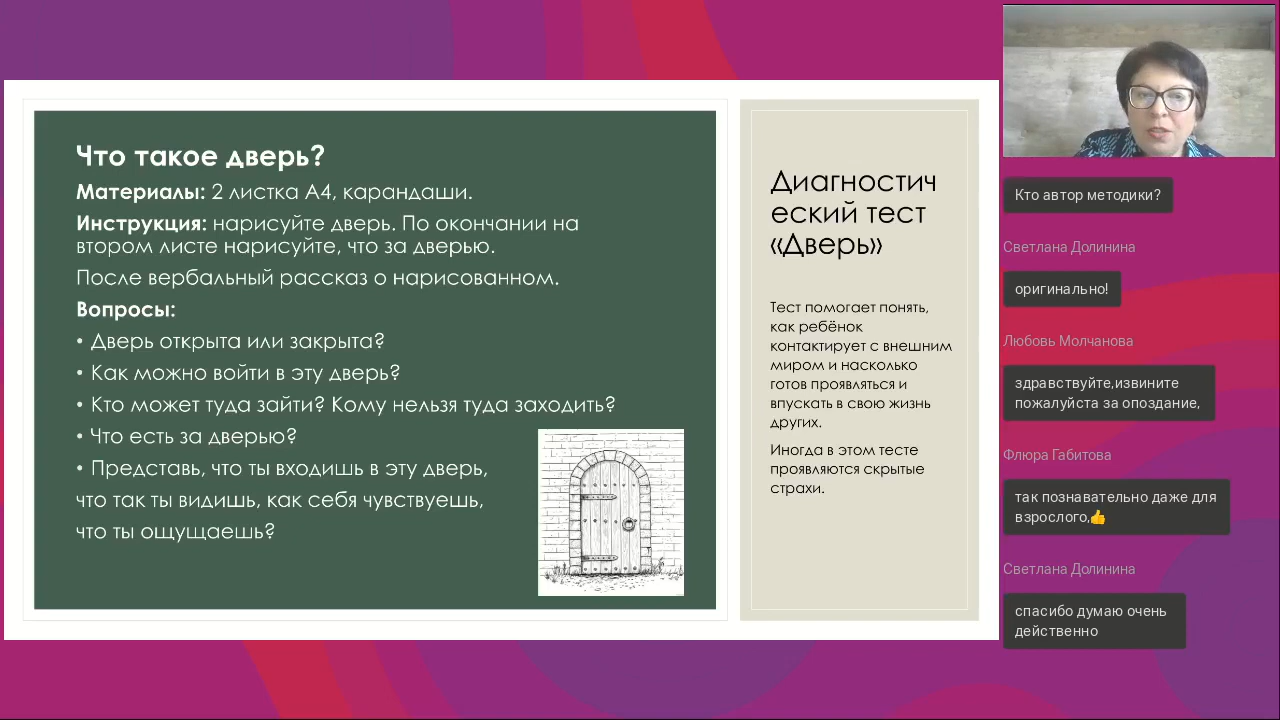 Что такое дверь?
Материалы: 2 листка А4, карандаши.
Инструкция: нарисуйте дверь. По окончании на
втором листе нарисуйте, что за дверью.
После вербальный рассказ о нарисованном.
Вопросы:
• Дверь открыта или закрыта?
• Как можно войти в эту дверь?
• Кто может туда зайти? Кому нельзя туда заходить?
• Что есть за дверью?
• Представь, что ты входишь в эту дверь,
что так ты видишь, как себя чувствуешь,
что ты ощущаешь?
Диагностич
еский тест
«Дверь»
Тест помогает понять,
как ребёнок
контактирует с внешним
миром и насколько
готов проявляться и
впускать в свою жизнь
других.
Иногда в этом тесте
проявляются скрытые
страхи.
Кто автор методики?
Светлана Долинина
оригинально!
Любовь Молчанова
здравствуйте,извините
пожалуйста за опоздание,
Флюра Габитова
так познавательно даже для
взрослого,👍
Светлана Долинина
спасибо думаю очень
действенно